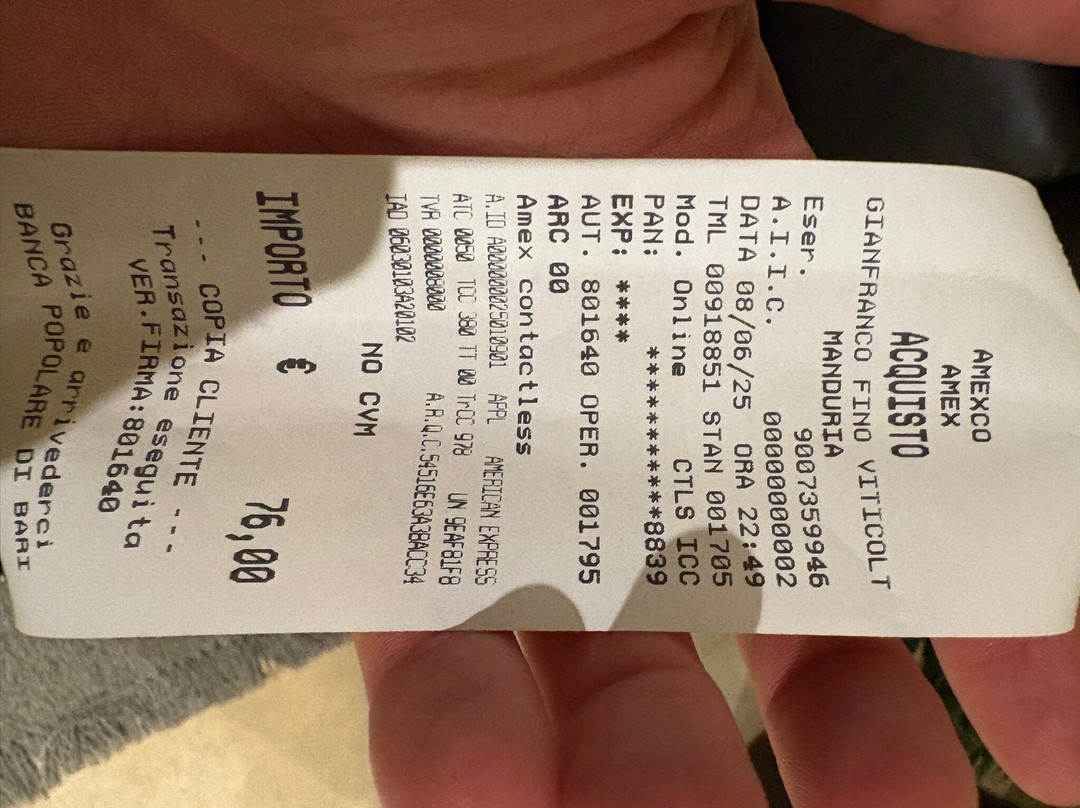 AMEXCO
AMEX
ACQUISTO
GIANFRANCO FINO VITICOLT
MANDURIA
Eser. 9007359946
A.I.I.C. 00000000002
DATA 08/06/25 ORA 22:49
TML 00918851 STAN 001705
Mod. Online CTLS ICC
PAN: ***********8839
EXP: ****
AUT. 801640 OPER. 001795
ARC 00
Amex contactless
A.ID A000000025010901 APPL AMERICAN EXPRESS
ATC 0050 TCC 380 TT 00 TrCC 978 UN 9EAF81F8
TVR 0000008000 A.R.Q.C.54516E63A3BACC34
IAD 06030103A20102
NO CVM
IMPORTO € 76,00
--- COPIA CLIENTE ---
Transazione eseguita
VER.FIRMA:801640
Grazie e arrivederci
BANCA POPOLARE DI BARI